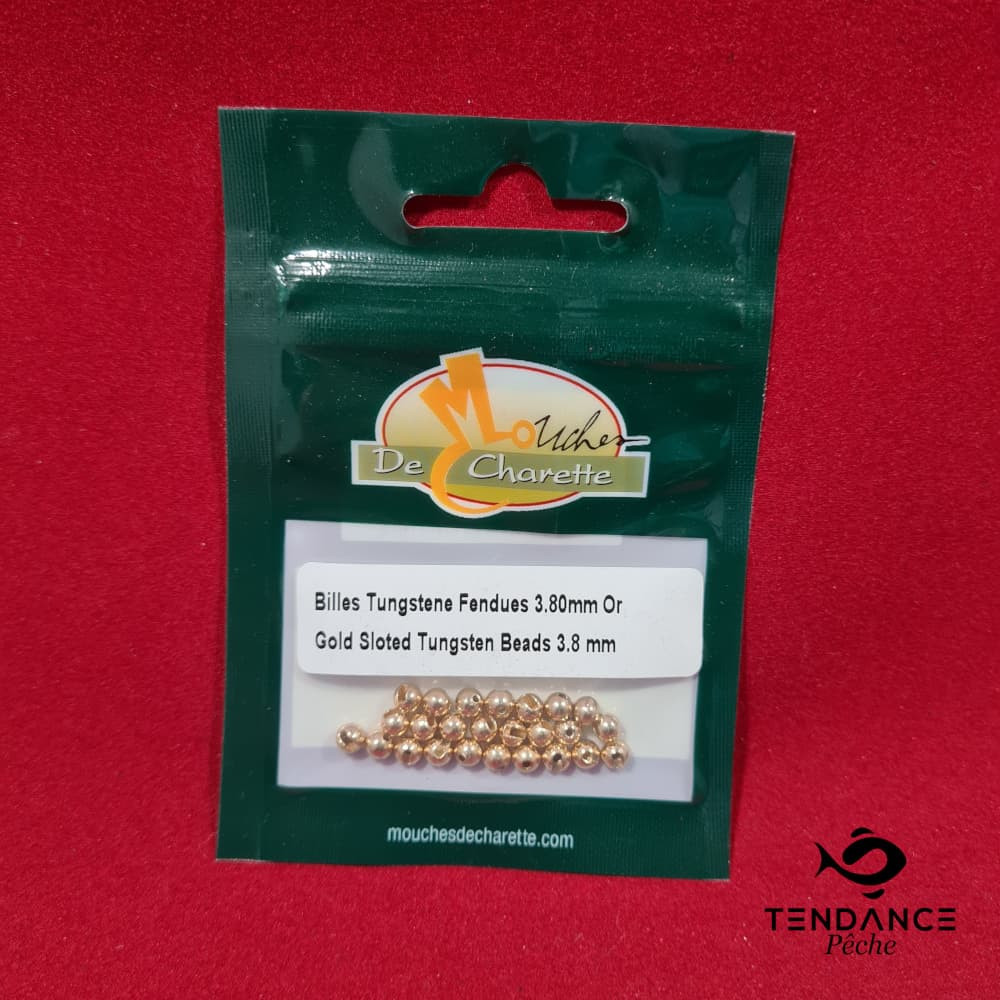 Mouches
De Charette
Billes Tungstene Fendues 3.80mm Or
Gold Sloted Tungsten Beads 3.8 mm
mouchesdecharette.com
TENDANCE
Pêche